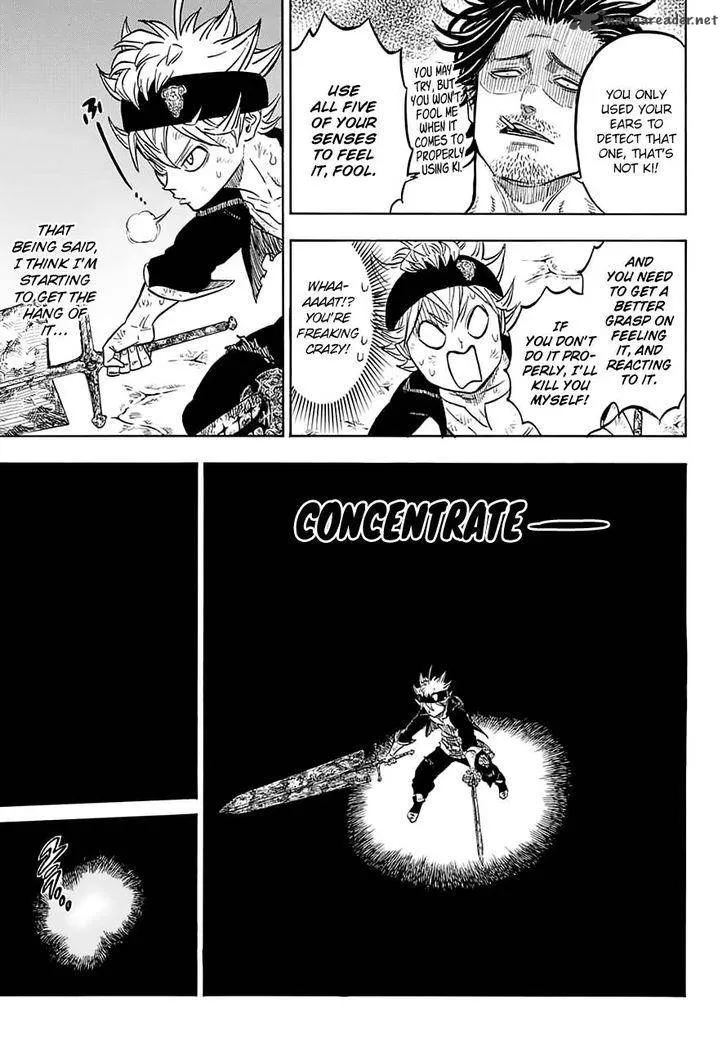 mangareader.net
YOU ONLY
USED YOUR
EARS TO
DETECT THAT
ONE, THAT'S
NOT KI!
YOU MAY
TRY, BUT
YOU WON'T
FOOL ME
WHEN IT
COMES TO
PROPERLY
USING KI.
USE
ALL FIVE
OF YOUR
SENSES
TO FEEL
IT, FOOL.
AND
YOU NEED
TO GET A
BETTER
GRASP ON
FEELING
IT, AND
REACTING
TO IT.
IF
YOU DON'T
DO IT PRO-
PERLY, I'LL
KILL YOU
MYSELF!
WHAA-
AAAAT!?
YOU'RE
FREAKING
CRAZY!
THAT
BEING SAID,
I THINK I'M
STARTING
TO GET THE
HANG OF
IT...
CONCENTRATE